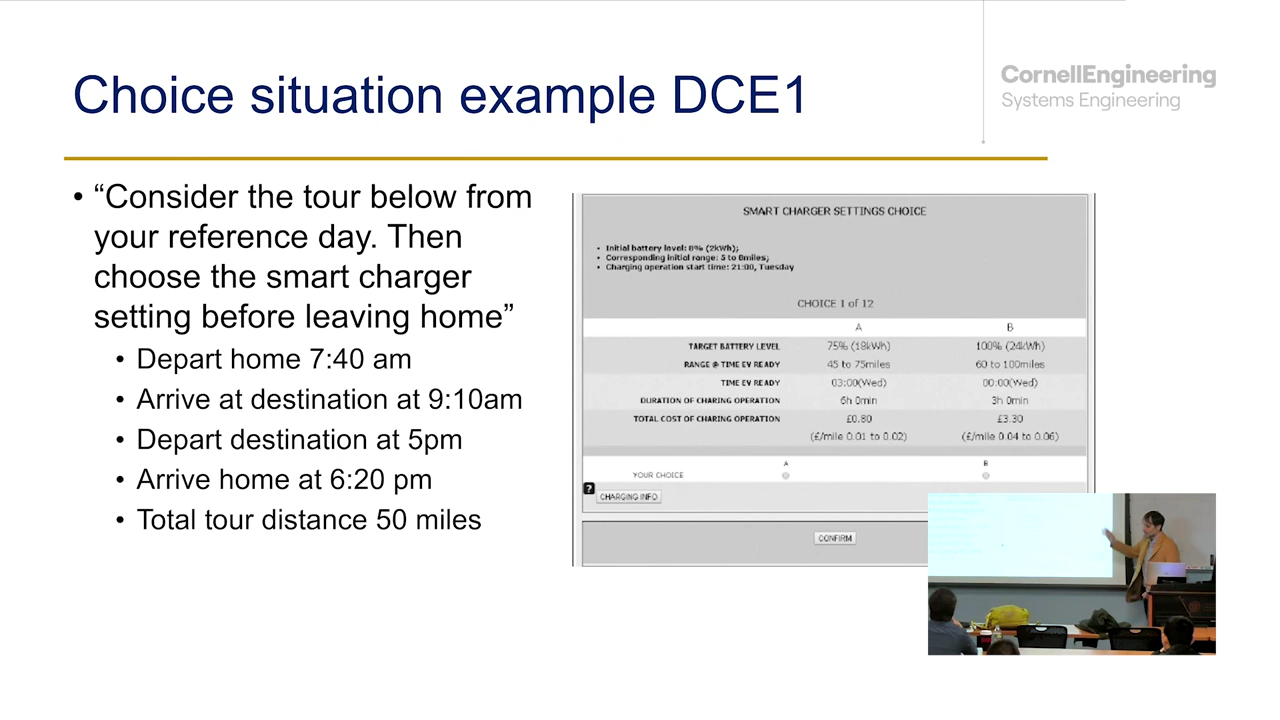 Choice situation example DCE1
CornellEngineering
Systems Engineering
• “Consider the tour below from
your reference day. Then
choose the smart charger
setting before leaving home”
• Depart home 7:40 am
• Arrive at destination at 9:10am
• Depart destination at 5pm
• Arrive home at 6:20 pm
• Total tour distance 50 miles
SMART CHARGER SETTINGS CHOICE
• Initial battery level: 8% (2kWh);
• Corresponding initial range: 5 to 8miles;
• Charging operation start time: 21:00, Tuesday
CHOICE 1 of 12
A B
TARGET BATTERY LEVEL 75% (18kWh) 100% (24kWh)
RANGE @ TIME EV READY 45 to 75miles 60 to 100miles
TIME EV READY 03:00(Wed) 00:00(Wed)
DURATION OF CHARING OPERATION 6h 0min 3h 0min
TOTAL COST OF CHARING OPERATION £0.80 £3.30
(£/mile 0.01 to 0.02) (£/mile 0.04 to 0.06)
A B
YOUR CHOICE
?
CHARGING INFO
CONFIRM